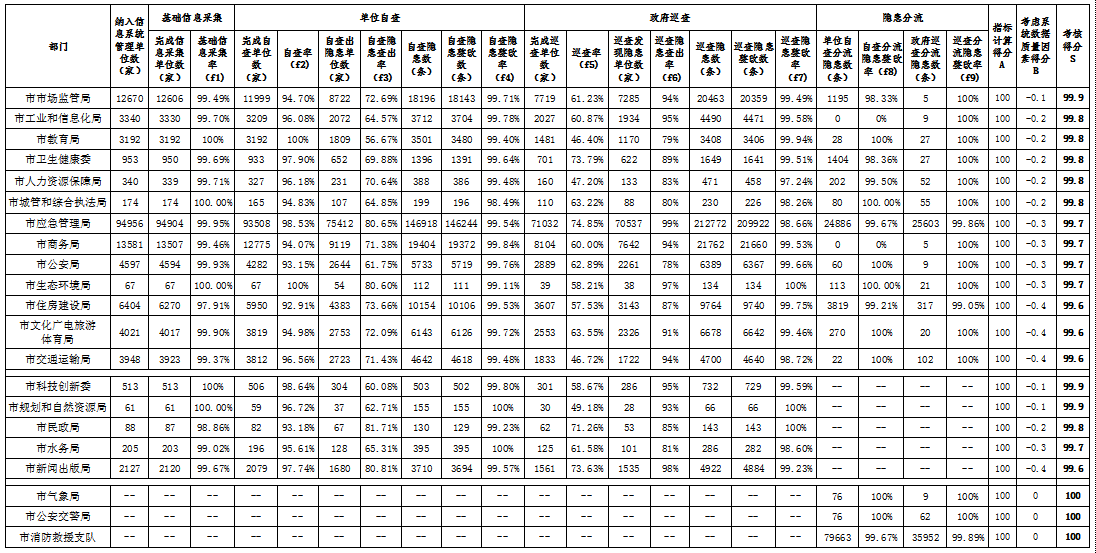 部门 纳入信息系统管理单位数（家） 基础信息采集 单位自查 政府巡查 隐患分流 指标计算得分A 考虑系统数据质量因素得分B 考核得分S
完成信息采集单位数（家） 基础信息采集率（f1） 完成自查单位数（家） 自查率（f2） 自查出隐患单位数（家） 自查隐患查出率（f3） 自查隐患数（条） 自查隐患整改数（条） 自查隐患整改率（f4） 完成巡查单位数（家） 巡查率（f5） 巡查发现隐患单位数（家） 巡查隐患查出率（f6） 巡查隐患数（条） 巡查隐患整改数（条） 巡查隐患整改率（f7） 单位自查分流隐患数（条） 自查分流隐患整改率（f8） 政府巡查分流隐患数（条） 巡查分流隐患整改率（f9）
市市场监管局 12670 12606 99.49% 11999 94.70% 8722 72.69% 18196 18143 99.71% 7719 61.23% 7285 94% 20463 20359 99.49% 1195 98.33% 5 100% 100 -0.1 99.9
市工业和信息化局 3340 3330 99.70% 3209 96.08% 2072 64.57% 3712 3704 99.78% 2027 60.87% 1934 95% 4490 4471 99.58% 0 0% 9 100% 100 -0.2 99.8
市教育局 3192 3192 100% 3192 100% 1809 56.67% 3501 3480 99.40% 1481 46.40% 1170 79% 3408 3406 99.94% 28 100% 27 100% 100 -0.2 99.8
市卫生健康委 953 950 99.69% 933 97.90% 652 69.88% 1396 1391 99.64% 701 73.79% 622 89% 1649 1641 99.51% 1404 98.36% 27 100% 100 -0.2 99.8
市人力资源保障局 340 339 99.71% 327 96.18% 231 70.64% 388 386 99.48% 160 47.20% 133 83% 471 458 97.24% 202 99.50% 52 100% 100 -0.2 99.8
市城管和综合执法局 174 174 100.00% 165 94.83% 107 64.85% 199 196 98.49% 110 63.22% 88 80% 230 226 98.26% 80 100.00% 55 100% 100 -0.2 99.8
市应急管理局 94956 94904 99.95% 93508 98.53% 75412 80.65% 146918 146244 99.54% 71032 74.85% 70537 99% 212772 209922 98.66% 24886 99.67% 25603 99.86% 100 -0.3 99.7
市商务局 13581 13507 99.46% 12775 94.07% 9119 71.38% 19404 19372 99.84% 8104 60.00% 7642 94% 21762 21660 99.53% 0 0% 5 100% 100 -0.3 99.7
市公安局 4597 4594 99.93% 4282 93.15% 2644 61.75% 5733 5719 99.76% 2889 62.89% 2261 78% 6389 6367 99.66% 60 100% 9 100% 100 -0.3 99.7
市生态环境局 67 67 100.00% 67 100% 54 80.60% 112 111 99.11% 39 58.21% 38 97% 134 134 100% 113 100.00% 21 100% 100 -0.3 99.7
市住房建设局 6404 6270 97.91% 5950 92.91% 4383 73.66% 10154 10106 99.53% 3607 57.53% 3143 87% 9764 9740 99.75% 3819 99.21% 317 99.05% 100 -0.4 99.6
市文化广电旅游体育局 4021 4017 99.90% 3819 94.98% 2753 72.09% 6143 6126 99.72% 2553 63.55% 2326 91% 6678 6642 99.46% 270 100% 20 100% 100 -0.4 99.6
市交通运输局 3948 3923 99.37% 3812 96.56% 2723 71.43% 4642 4618 99.48% 1833 46.72% 1722 94% 4700 4640 98.72% 22 100% 102 100% 100 -0.4 99.6
市科技创新委 513 513 100% 506 98.64% 304 60.08% 503 502 99.80% 301 58.67% 286 95% 732 729 99.59% -- -- -- -- 100 -0.1 99.9
市规划和自然资源局 61 61 100.00% 59 96.72% 37 62.71% 155 155 100% 30 49.18% 28 93% 66 66 100% -- -- -- -- 100 -0.1 99.9
市民政局 88 87 98.86% 82 93.18% 67 81.71% 130 129 99.23% 62 71.26% 53 85% 143 143 100% -- -- -- -- 100 -0.2 99.8
市水务局 205 203 99.02% 196 95.61% 128 65.31% 395 395 100% 125 61.58% 101 81% 286 282 98.60% -- -- -- -- 100 -0.3 99.7
市新闻出版局 2127 2120 99.67% 2079 97.74% 1680 80.81% 3710 3694 99.57% 1561 73.63% 1535 98% 4922 4884 99.23% -- -- -- -- 100 -0.4 99.6
市气象局 -- -- -- -- -- -- -- -- -- -- -- -- -- -- -- -- -- 76 100% 9 100% 100 0 100
市公安交警局 -- -- -- -- -- -- -- -- -- -- -- -- -- -- -- -- -- 76 100% 62 100% 100 0 100
市消防救援支队 -- -- -- -- -- -- -- -- -- -- -- -- -- -- -- -- -- 79663 99.67% 35952 99.89% 100 0 100